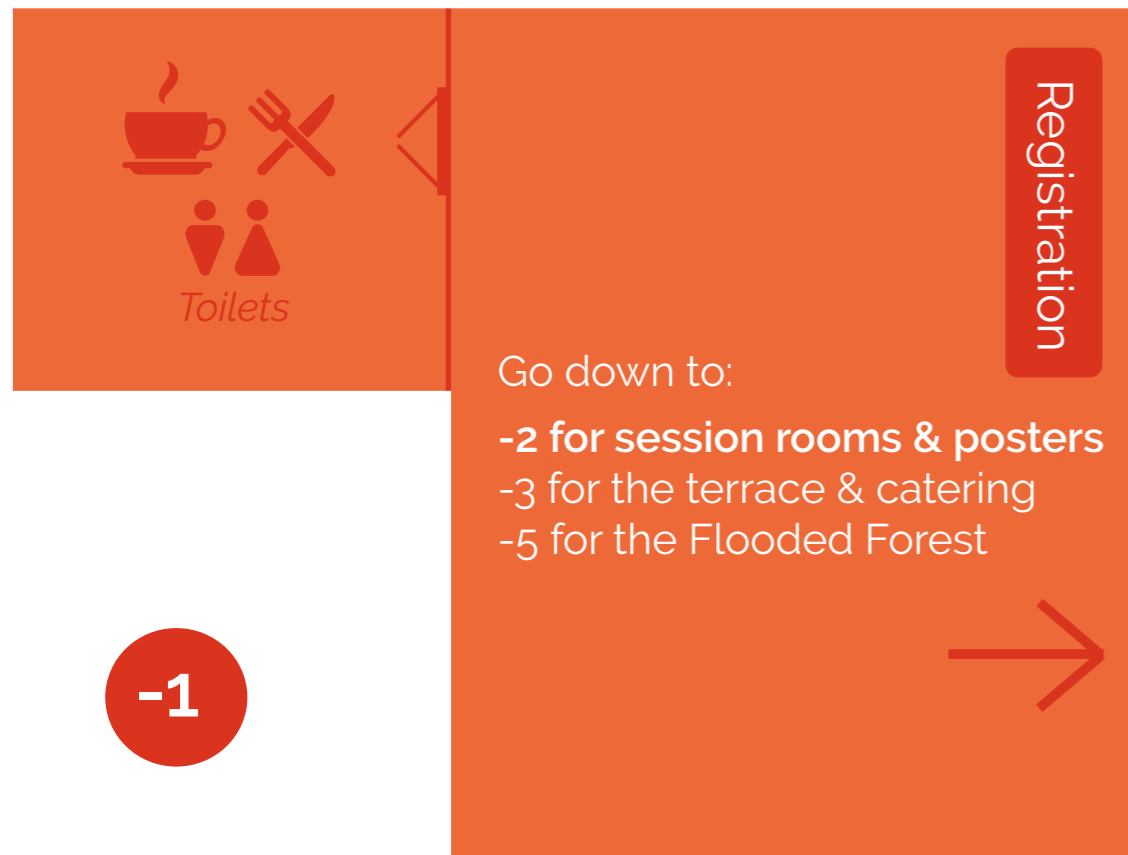 Toilets
Registration
Go down to:
-2 for session rooms & posters
-3 for the terrace & catering
-5 for the Flooded Forest
-1